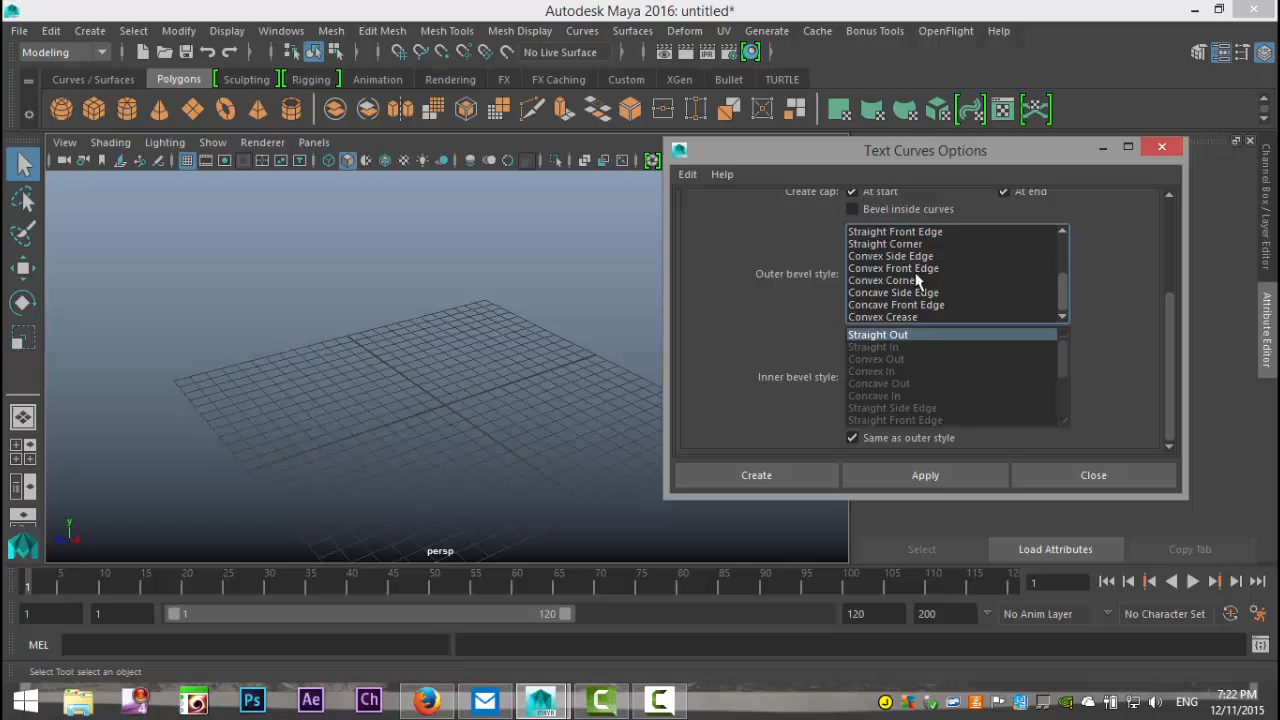 Autodesk Maya 2016: untitled*
File Edit Create Select Modify Display Windows Mesh Edit Mesh Mesh Tools Mesh Display Curves Surfaces Deform UV Generate Cache Bonus Tools OpenFlight Help
Modeling No Live Surface IPR
Curves / Surfaces Polygons Sculpting Rigging Animation Rendering FX FX Caching Custom XGen Bullet TURTLE
View Shading Lighting Show Renderer Panels
Text Curves Options
Edit Help
Create cap: At start At end
Bevel inside curves
Outer bevel style:
Straight Front Edge
Straight Corner
Convex Side Edge
Convex Front Edge
Convex Corner
Concave Side Edge
Concave Front Edge
Convex Crease
Inner bevel style:
Straight Out
Straight In
Convex Out
Convex In
Concave Out
Concave In
Straight Side Edge
Straight Front Edge
Same as outer style
Create Apply Close
Channel Box / Layer Editor
Attribute Editor
y
persp
Select Load Attributes Copy Tab
1 5 10 15 20 25 30 35 40 45 50 55 60 65 70 75 80 85 90 95 100 105 110 115 12 1
1 1 1 120 120 200 No Anim Layer No Character Set
MEL
Select Tool: select an object
4 Ps Ae Ch MAYA C C ENG 7:22 PM
12/11/2015